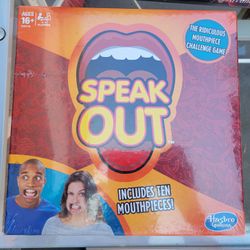 AGES
16+
THE RIDICULOUS
MOUTHPIECE
CHALLENGE GAME
SPEAK
OUT
INCLUDES TEN
MOUTHPIECES!
Hasbro
Gaming